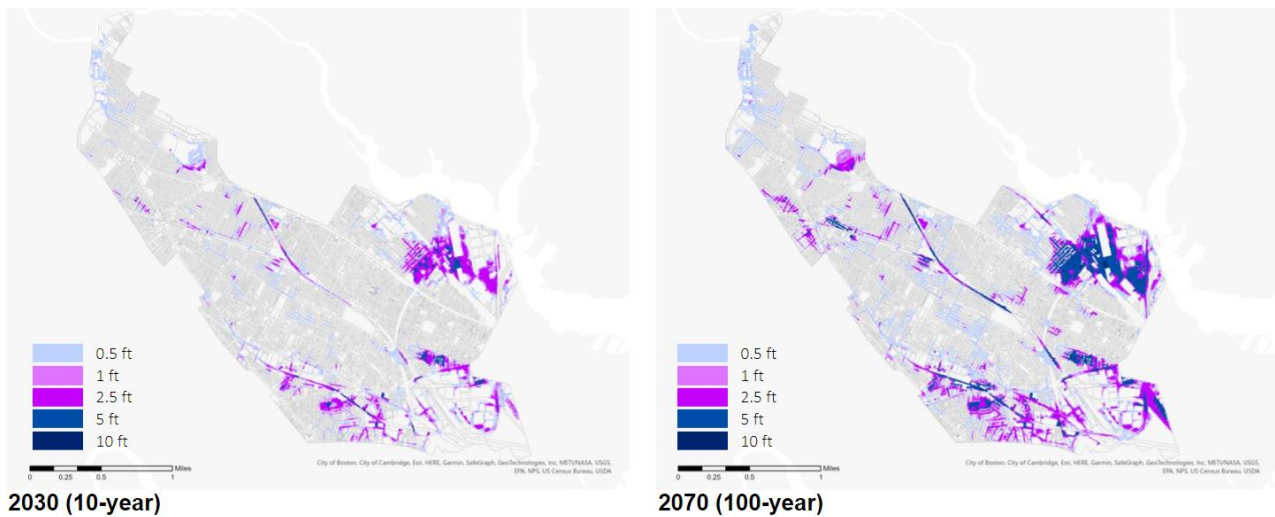 0.5 ft
1 ft
2.5 ft
5 ft
10 ft
0 0.25 0.5 1
Miles
City of Boston, City of Cambridge, Esri, HERE, Garmin, SafeGraph, GeoTechnologies, Inc, METI/NASA, USGS,
EPA, NPS, US Census Bureau, USDA
2030 (10-year)
0.5 ft
1 ft
2.5 ft
5 ft
10 ft
0 0.25 0.5 1
Miles
City of Boston, City of Cambridge, Esri, HERE, Garmin, SafeGraph, GeoTechnologies, Inc, METI/NASA, USGS,
EPA, NPS, US Census Bureau, USDA
2070 (100-year)